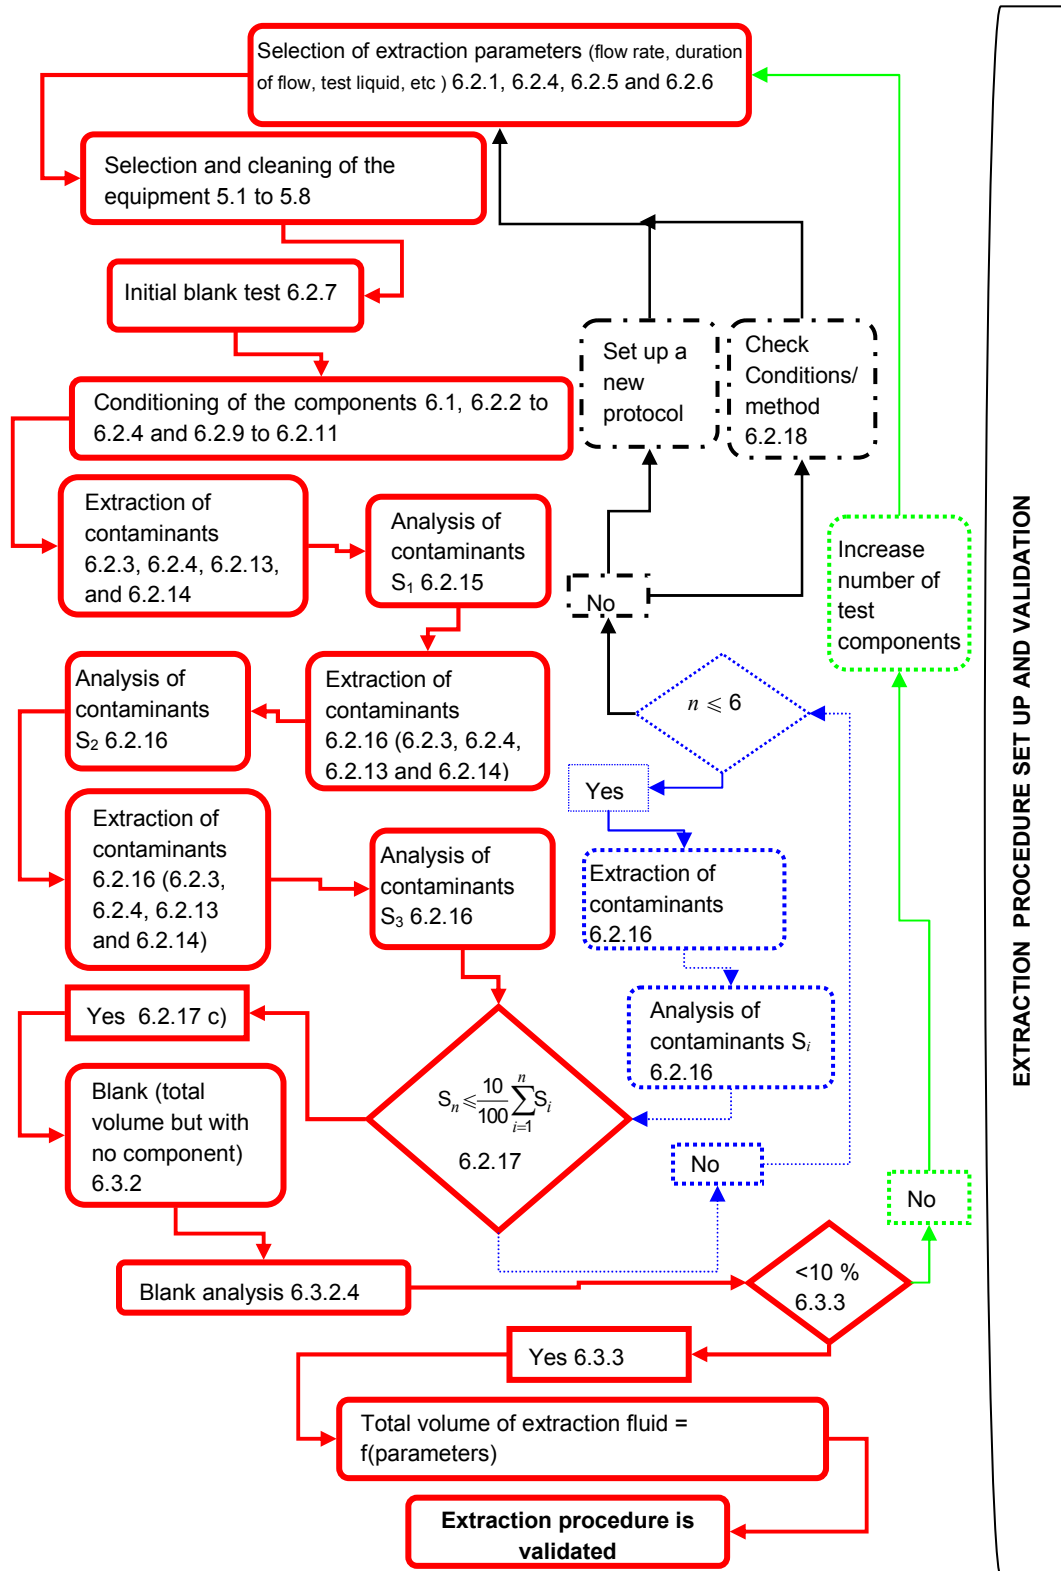 Selection of extraction parameters (flow rate, duration
of flow, test liquid, etc ) 6.2.1, 6.2.4, 6.2.5 and 6.2.6
Selection and cleaning of the
equipment 5.1 to 5.8
Initial blank test 6.2.7
Set up a
new
protocol
Check
Conditions/
method
6.2.18
Conditioning of the components 6.1, 6.2.2 to
6.2.4 and 6.2.9 to 6.2.11
Extraction of
contaminants
6.2.3, 6.2.4, 6.2.13,
and 6.2.14
Analysis of
contaminants
S₁ 6.2.15
No
Increase
number of
test
components
Analysis of
contaminants
S₂ 6.2.16
Extraction of
contaminants
6.2.16 (6.2.3, 6.2.4,
6.2.13 and 6.2.14)
n ⩽ 6
Yes
Extraction of
contaminants
6.2.16 (6.2.3,
6.2.4, 6.2.13
and 6.2.14)
Analysis of
contaminants
S₃ 6.2.16
Extraction of
contaminants
6.2.16
Yes 6.2.17 c)
Analysis of
contaminants Sᵢ
6.2.16
Blank (total
volume but with
no component)
6.3.2
Sₙ ⩽ 10/100 ∑ⁿᵢ₌₁ Sᵢ
6.2.17
No
No
Blank analysis 6.3.2.4
<10 %
6.3.3
Yes 6.3.3
Total volume of extraction fluid =
f(parameters)
Extraction procedure is
validated
EXTRACTION PROCEDURE SET UP AND VALIDATION